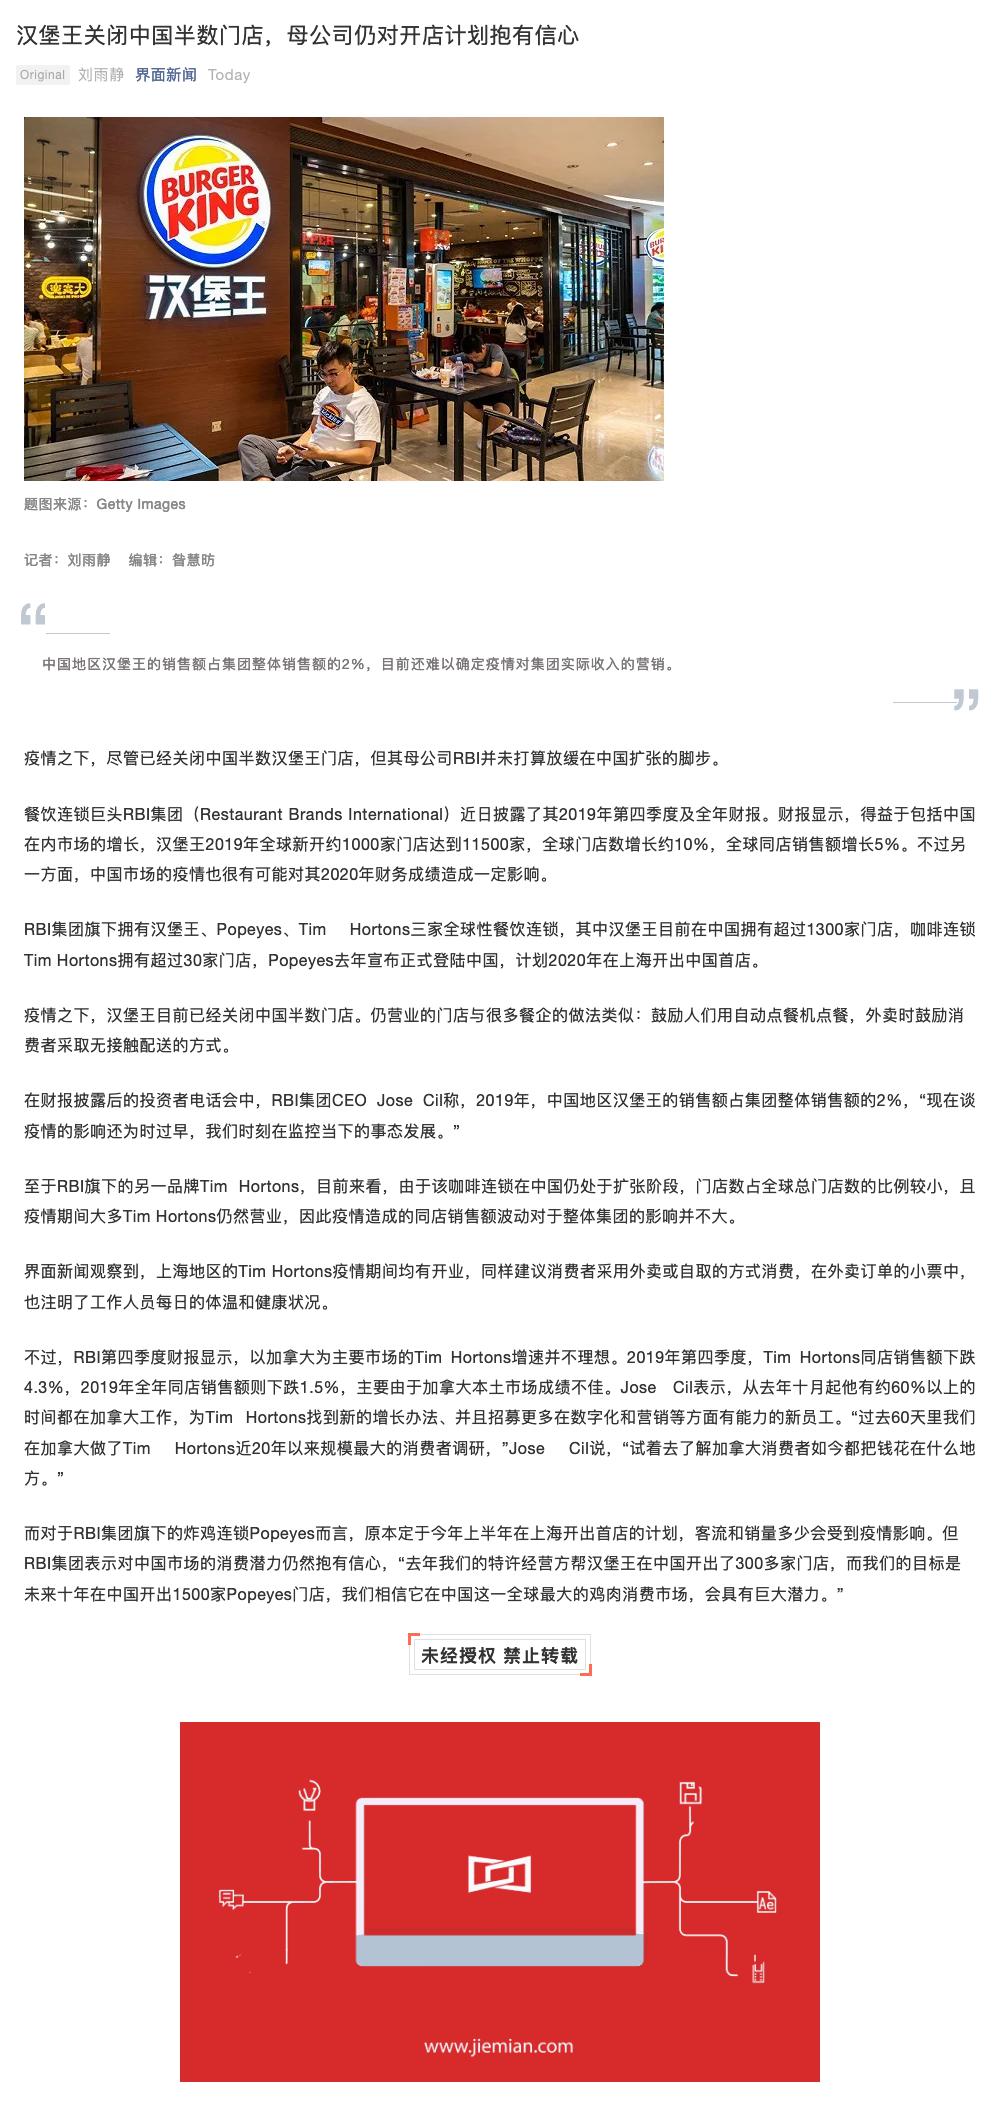 汉堡王关闭中国半数门店，母公司仍对开店计划抱有信心
Original 刘雨静 界面新闻 Today
BURGER
KING
汉堡王
题图来源：Getty Images
记者：刘雨静 编辑：昝慧昉
“
中国地区汉堡王的销售额占集团整体销售额的2%，目前还难以确定疫情对集团实际收入的营销。
”
疫情之下，尽管已经关闭中国半数汉堡王门店，但其母公司RBI并未打算放缓在中国扩张的脚步。
餐饮连锁巨头RBI集团（Restaurant Brands International）近日披露了其2019年第四季度及全年财报。财报显示，得益于包括中国
在内市场的增长，汉堡王2019年全球新开约1000家门店达到11500家，全球门店数增长约10%，全球同店销售额增长5%。不过另
一方面，中国市场的疫情也很有可能对其2020年财务成绩造成一定影响。
RBI集团旗下拥有汉堡王、Popeyes、Tim Hortons三家全球性餐饮连锁，其中汉堡王目前在中国拥有超过1300家门店，咖啡连锁
Tim Hortons拥有超过30家门店，Popeyes去年宣布正式登陆中国，计划2020年在上海开出中国首店。
疫情之下，汉堡王目前已经关闭中国半数门店。仍营业的门店与很多餐企的做法类似：鼓励人们用自动点餐机点餐，外卖时鼓励消
费者采取无接触配送的方式。
在财报披露后的投资者电话会中，RBI集团CEO Jose Cil称，2019年，中国地区汉堡王的销售额占集团整体销售额的2%，“现在谈
疫情的影响还为时过早，我们时刻在监控当下的事态发展。”
至于RBI旗下的另一品牌Tim Hortons，目前来看，由于该咖啡连锁在中国仍处于扩张阶段，门店数占全球总门店数的比例较小，且
疫情期间大多Tim Hortons仍然营业，因此疫情造成的同店销售额波动对于整体集团的影响并不大。
界面新闻观察到，上海地区的Tim Hortons疫情期间均有开业，同样建议消费者采用外卖或自取的方式消费，在外卖订单的小票中，
也注明了工作人员每日的体温和健康状况。
不过，RBI第四季度财报显示，以加拿大为主要市场的Tim Hortons增速并不理想。2019年第四季度，Tim Hortons同店销售额下跌
4.3%，2019年全年同店销售额则下跌1.5%，主要由于加拿大本土市场成绩不佳。Jose Cil表示，从去年十月起他有约60%以上的
时间都在加拿大工作，为Tim Hortons找到新的增长办法、并且招募更多在数字化和营销等方面有能力的新员工。“过去60天里我们
在加拿大做了Tim Hortons近20年以来规模最大的消费者调研，”Jose Cil说，“试着去了解加拿大消费者如今都把钱花在什么地
方。”
而对于RBI集团旗下的炸鸡连锁Popeyes而言，原本定于今年上半年在上海开出首店的计划，客流和销量多少会受到疫情影响。但
RBI集团表示对中国市场的消费潜力仍然抱有信心，“去年我们的特许经营方帮汉堡王在中国开出了300多家门店，而我们的目标是
未来十年在中国开出1500家Popeyes门店，我们相信它在中国这一全球最大的鸡肉消费市场，会具有巨大潜力。”
未经授权 禁止转载
Ae
www.jiemian.com